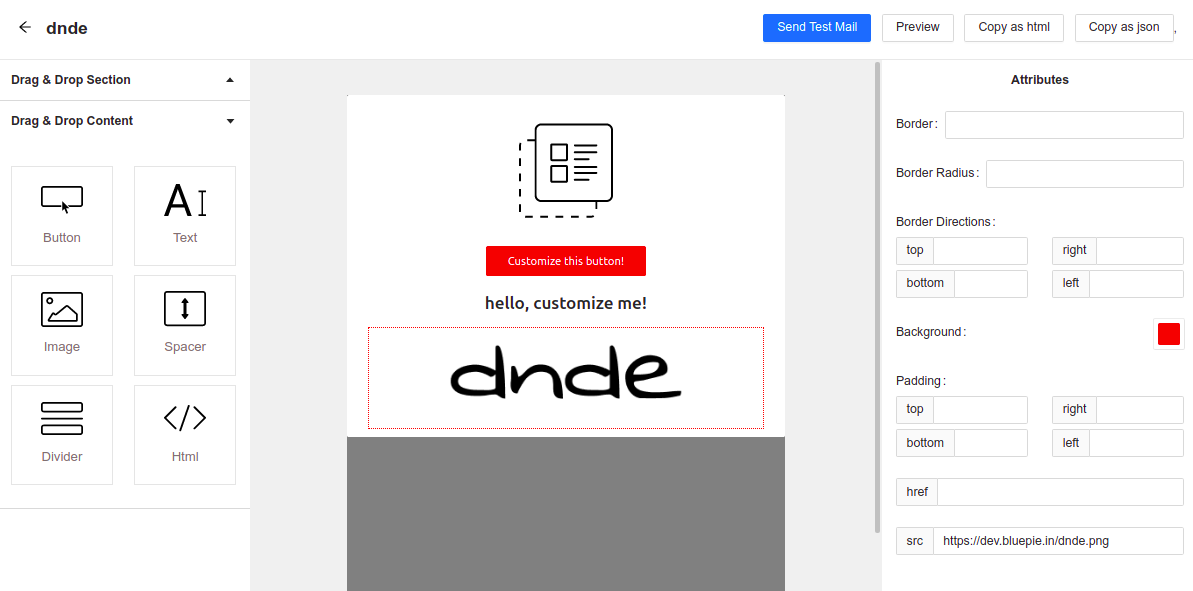 dnde
Send Test Mail
Preview
Copy as html
Copy as json
,
Drag & Drop Section
Drag & Drop Content
Button
Text
Image
Spacer
Divider
Html
Customize this button!
hello, customize me!
dnde
Attributes
Border :
Border Radius :
Border Directions :
top
right
bottom
left
Background :
Padding :
top
right
bottom
left
href
src https://dev.bluepie.in/dnde.png